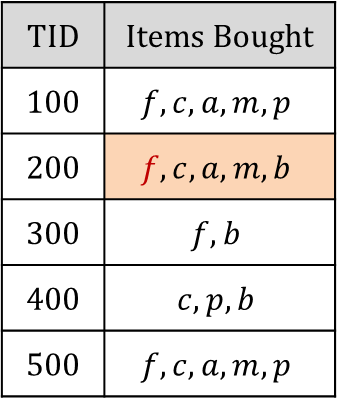 TID Items Bought
100 f, c, a, m, p
200 f, c, a, m, b
300 f, b
400 c, p, b
500 f, c, a, m, p